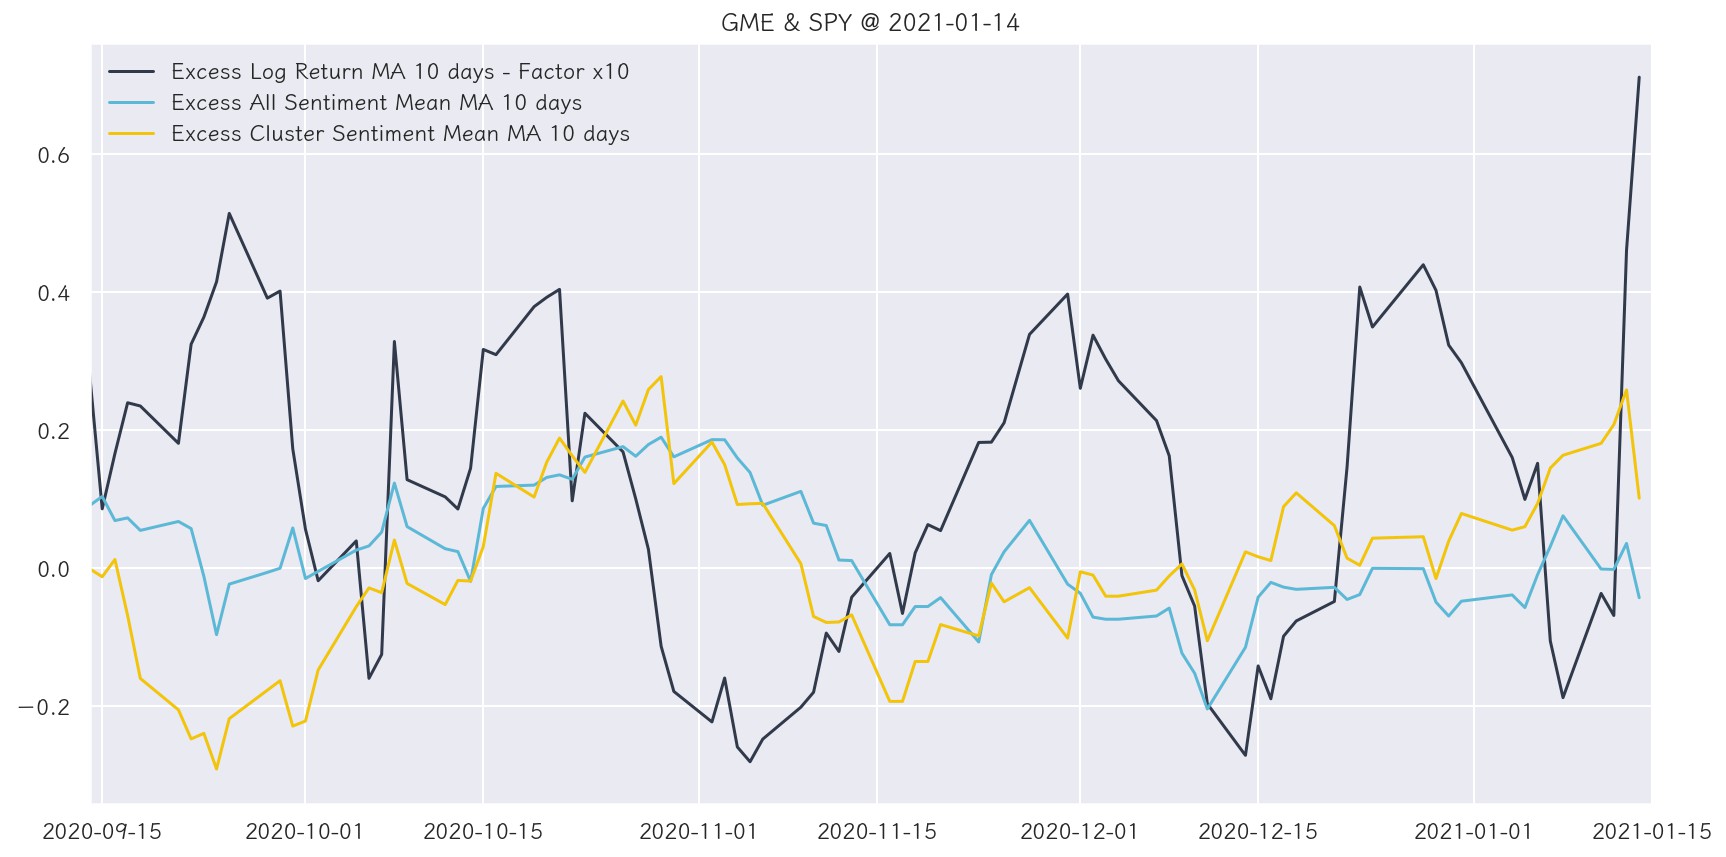 GME & SPY @ 2021-01-14
Excess Log Return MA 10 days - Factor x10
Excess All Sentiment Mean MA 10 days
Excess Cluster Sentiment Mean MA 10 days
0.6
0.4
0.2
0.0
−0.2
2020-09-15 2020-10-01 2020-10-15 2020-11-01 2020-11-15 2020-12-01 2020-12-15 2021-01-01 2021-01-15